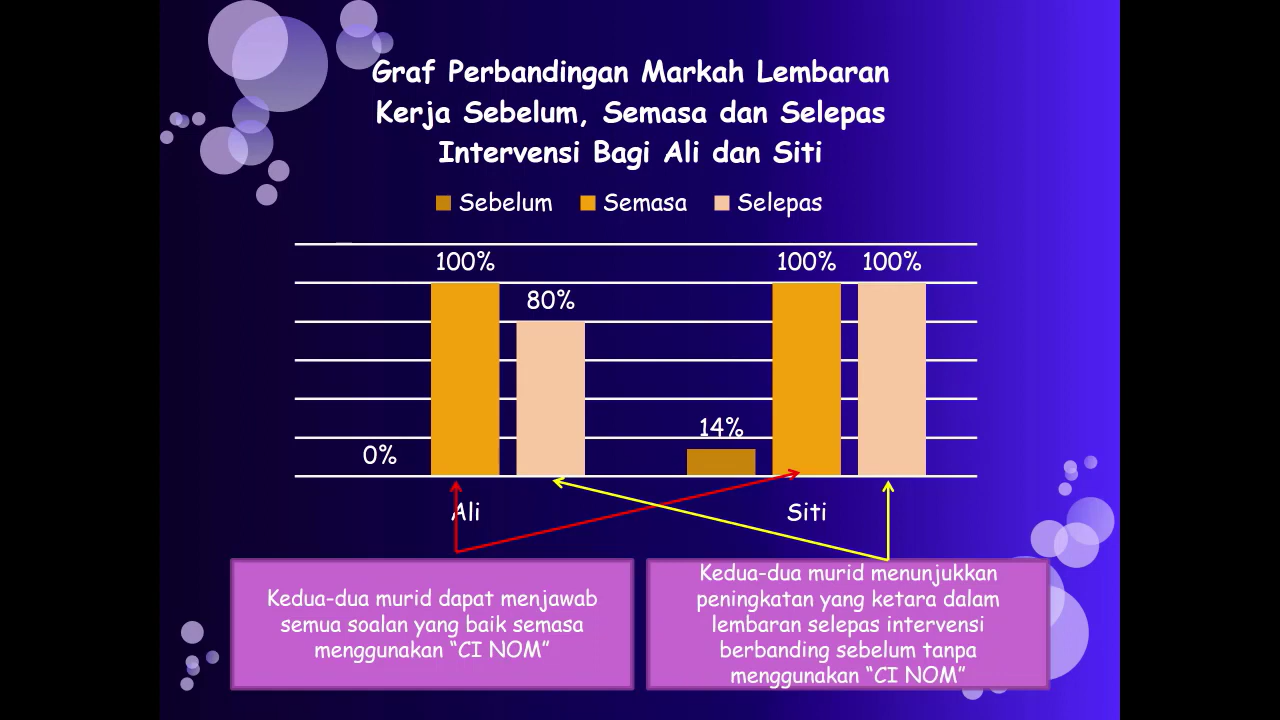 Graf Perbandingan Markah Lembaran
Kerja Sebelum, Semasa dan Selepas
Intervensi Bagi Ali dan Siti
Sebelum Semasa Selepas
100% 100% 100%
80%
14%
0%
Ali Siti
Kedua-dua murid dapat menjawab
semua soalan yang baik semasa
menggunakan “CI NOM”
Kedua-dua murid menunjukkan
peningkatan yang ketara dalam
lembaran selepas intervensi
berbanding sebelum tanpa
menggunakan “CI NOM”